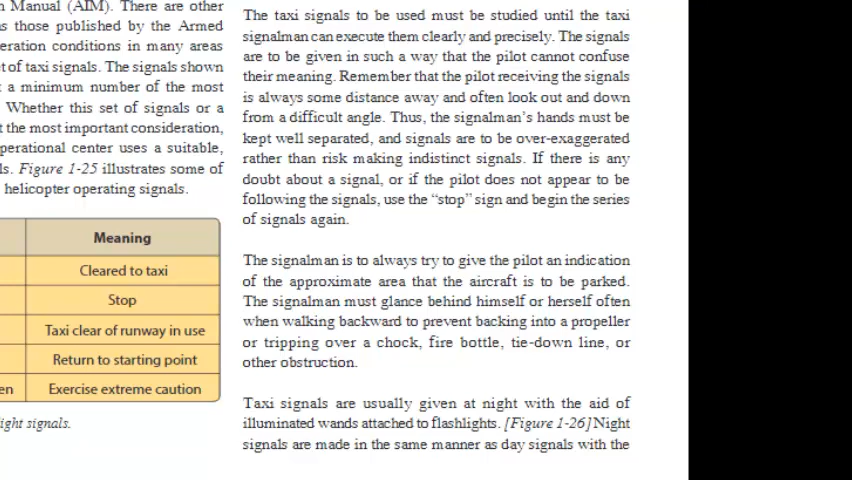 n Manual (AIM). There are other
as those published by the Armed
eration conditions in many areas
et of taxi signals. The signals shown
a minimum number of the most
Whether this set of signals or a
t the most important consideration,
perational center uses a suitable,
ls. Figure 1-25 illustrates some of
helicopter operating signals.
Meaning
Cleared to taxi
Stop
Taxi clear of runway in use
Return to starting point
en Exercise extreme caution
ight signals.
The taxi signals to be used must be studied until the taxi
signalman can execute them clearly and precisely. The signals
are to be given in such a way that the pilot cannot confuse
their meaning. Remember that the pilot receiving the signals
is always some distance away and often look out and down
from a difficult angle. Thus, the signalman's hands must be
kept well separated, and signals are to be over-exaggerated
rather than risk making indistinct signals. If there is any
doubt about a signal, or if the pilot does not appear to be
following the signals, use the “stop” sign and begin the series
of signals again.
The signalman is to always try to give the pilot an indication
of the approximate area that the aircraft is to be parked.
The signalman must glance behind himself or herself often
when walking backward to prevent backing into a propeller
or tripping over a chock, fire bottle, tie-down line, or
other obstruction.
Taxi signals are usually given at night with the aid of
illuminated wands attached to flashlights. [Figure 1-26]Night
signals are made in the same manner as day signals with the